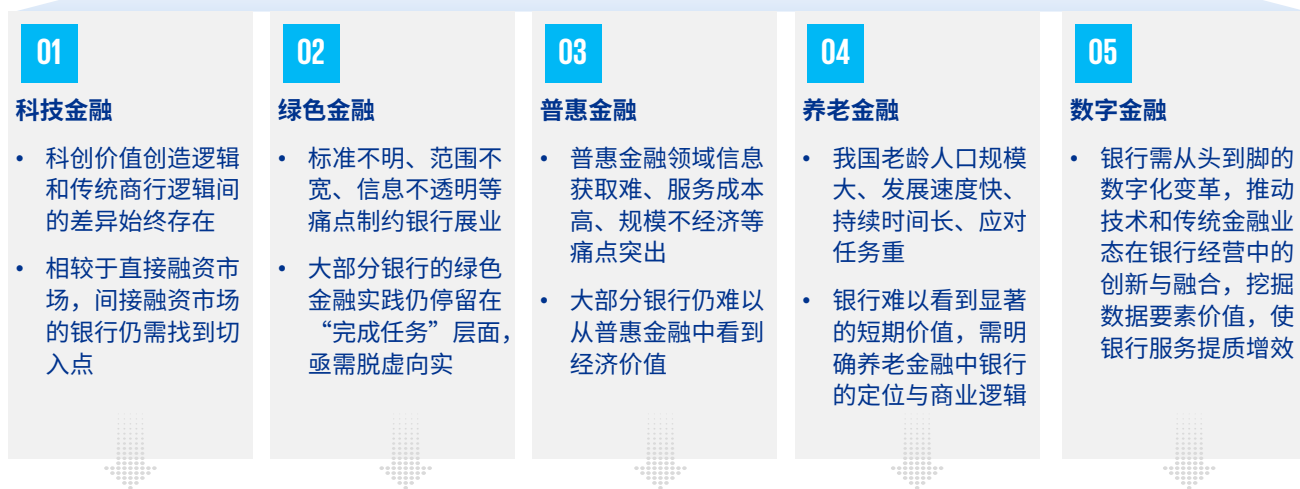 01
科技金融
• 科创价值创造逻辑
和传统商行逻辑间
的差异始终存在
• 相较于直接融资市
场，间接融资市场
的银行仍需找到切
入点
02
绿色金融
• 标准不明、范围不
宽、信息不透明等
痛点制约银行展业
• 大部分银行的绿色
金融实践仍停留在
“完成任务”层面，
亟需脱虚向实
03
普惠金融
• 普惠金融领域信息
获取难、服务成本
高、规模不经济等
痛点突出
• 大部分银行仍难以
从普惠金融中看到
经济价值
04
养老金融
• 我国老龄人口规模
大、发展速度快、
持续时间长、应对
任务重
• 银行难以看到显著
的短期价值，需明
确养老金融中银行
的定位与商业逻辑
05
数字金融
• 银行需从头到脚的
数字化变革，推动
技术和传统金融业
态在银行经营中的
创新与融合，挖掘
数据要素价值，使
银行服务提质增效